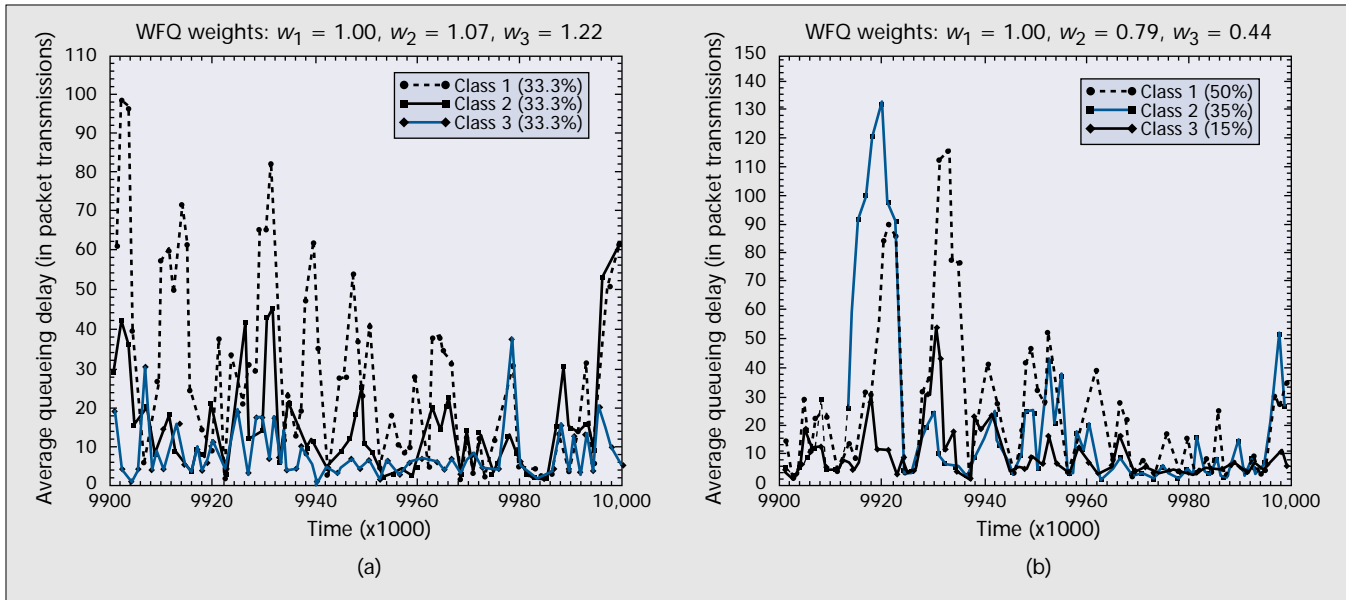 WFQ weights: w1 = 1.00, w2 = 1.07, w3 = 1.22
Average queueing delay (in packet transmissions)
110
100
90
80
70
60
50
40
30
20
10
0
Class 1 (33.3%)
Class 2 (33.3%)
Class 3 (33.3%)
9900
9920
9940
9960
9980
10,000
Time (x1000)
(a)
WFQ weights: w1 = 1.00, w2 = 0.79, w3 = 0.44
Average queueing delay (in packet transmissions)
150
140
130
120
110
100
90
80
70
60
50
40
30
20
10
0
Class 1 (50%)
Class 2 (35%)
Class 3 (15%)
9900
9920
9940
9960
9980
10,000
Time (x1000)
(b)